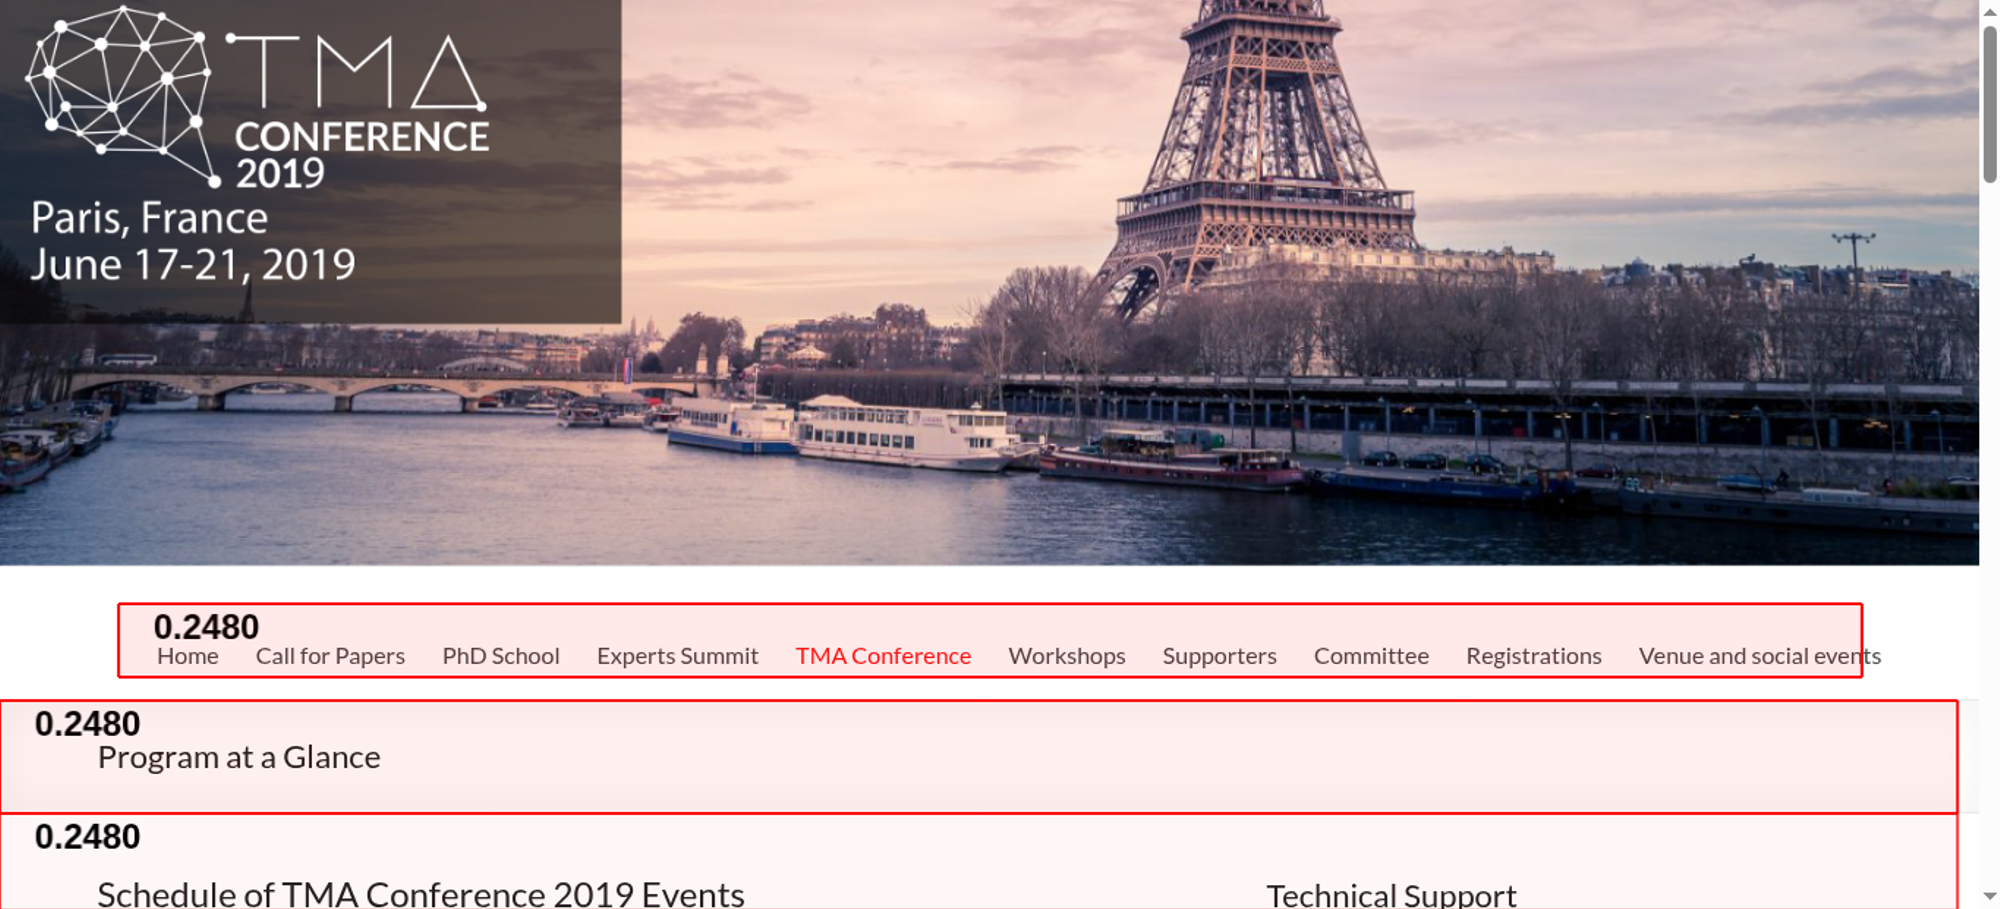 TMA
CONFERENCE
2019
Paris, France
June 17-21, 2019
0.2480
Home Call for Papers PhD School Experts Summit TMA Conference Workshops Supporters Committee Registrations Venue and social events
0.2480
Program at a Glance
0.2480
Schedule of TMA Conference 2019 Events Technical Support